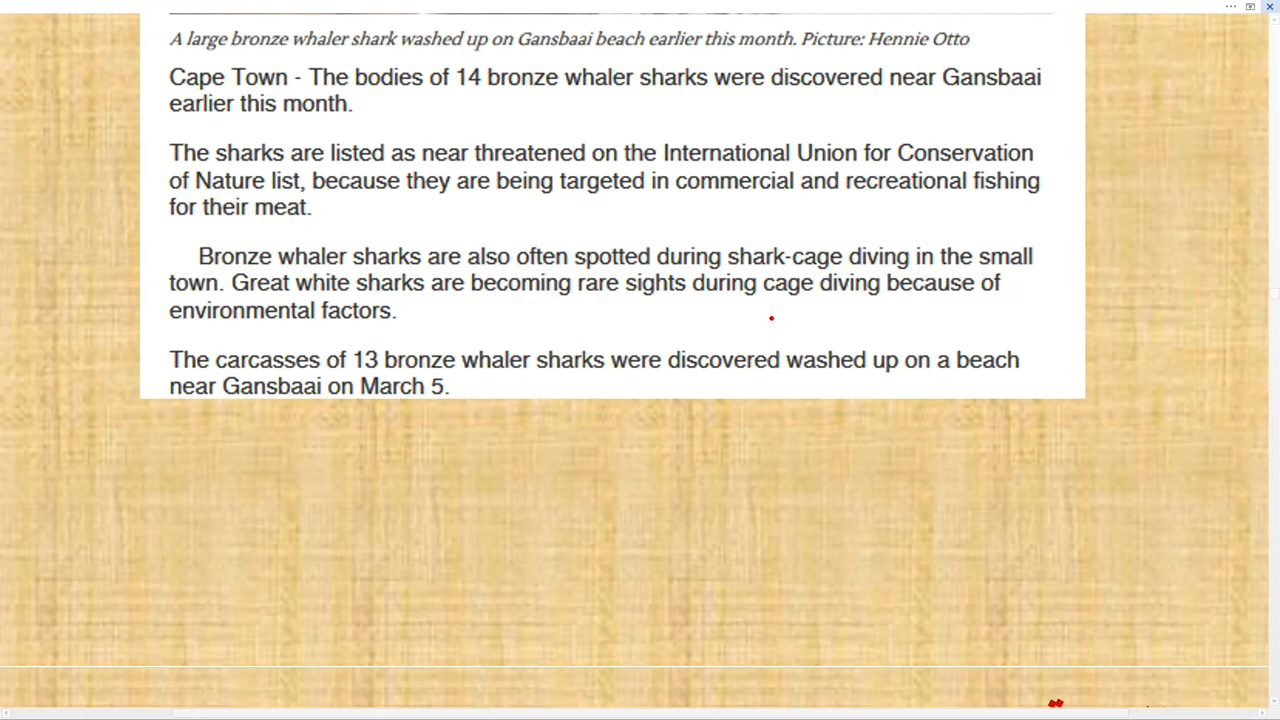 A large bronze whaler shark washed up on Gansbaai beach earlier this month. Picture: Hennie Otto
Cape Town - The bodies of 14 bronze whaler sharks were discovered near Gansbaai
earlier this month.
The sharks are listed as near threatened on the International Union for Conservation
of Nature list, because they are being targeted in commercial and recreational fishing
for their meat.
Bronze whaler sharks are also often spotted during shark-cage diving in the small
town. Great white sharks are becoming rare sights during cage diving because of
environmental factors.
The carcasses of 13 bronze whaler sharks were discovered washed up on a beach
near Gansbaai on March 5.